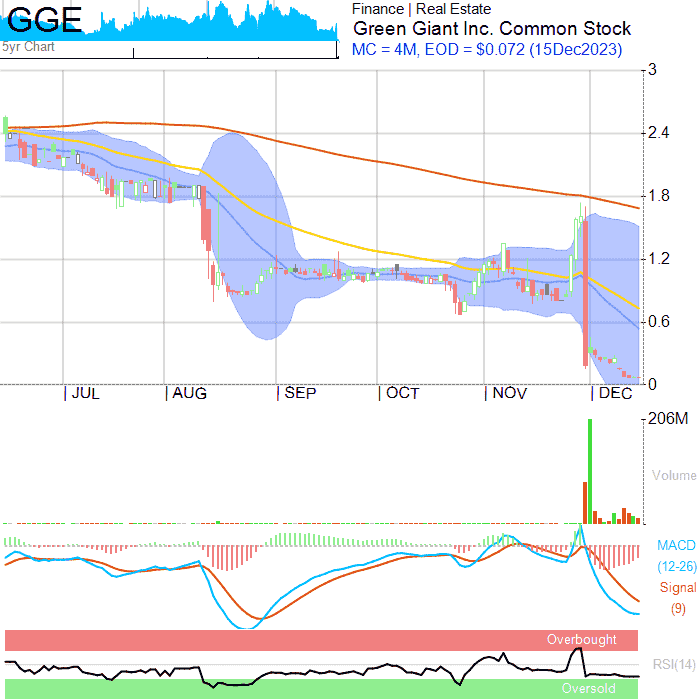 GGE
5yr Chart
Finance | Real Estate
Green Giant Inc. Common Stock
MC = 4M, EOD = $0.072 (15Dec2023)
3
2.4
1.8
1.2
0.6
0
JUL AUG SEP OCT NOV DEC
206M
Volume
MACD
(12-26)
Signal
(9)
Overbought
RSI(14)
Oversold